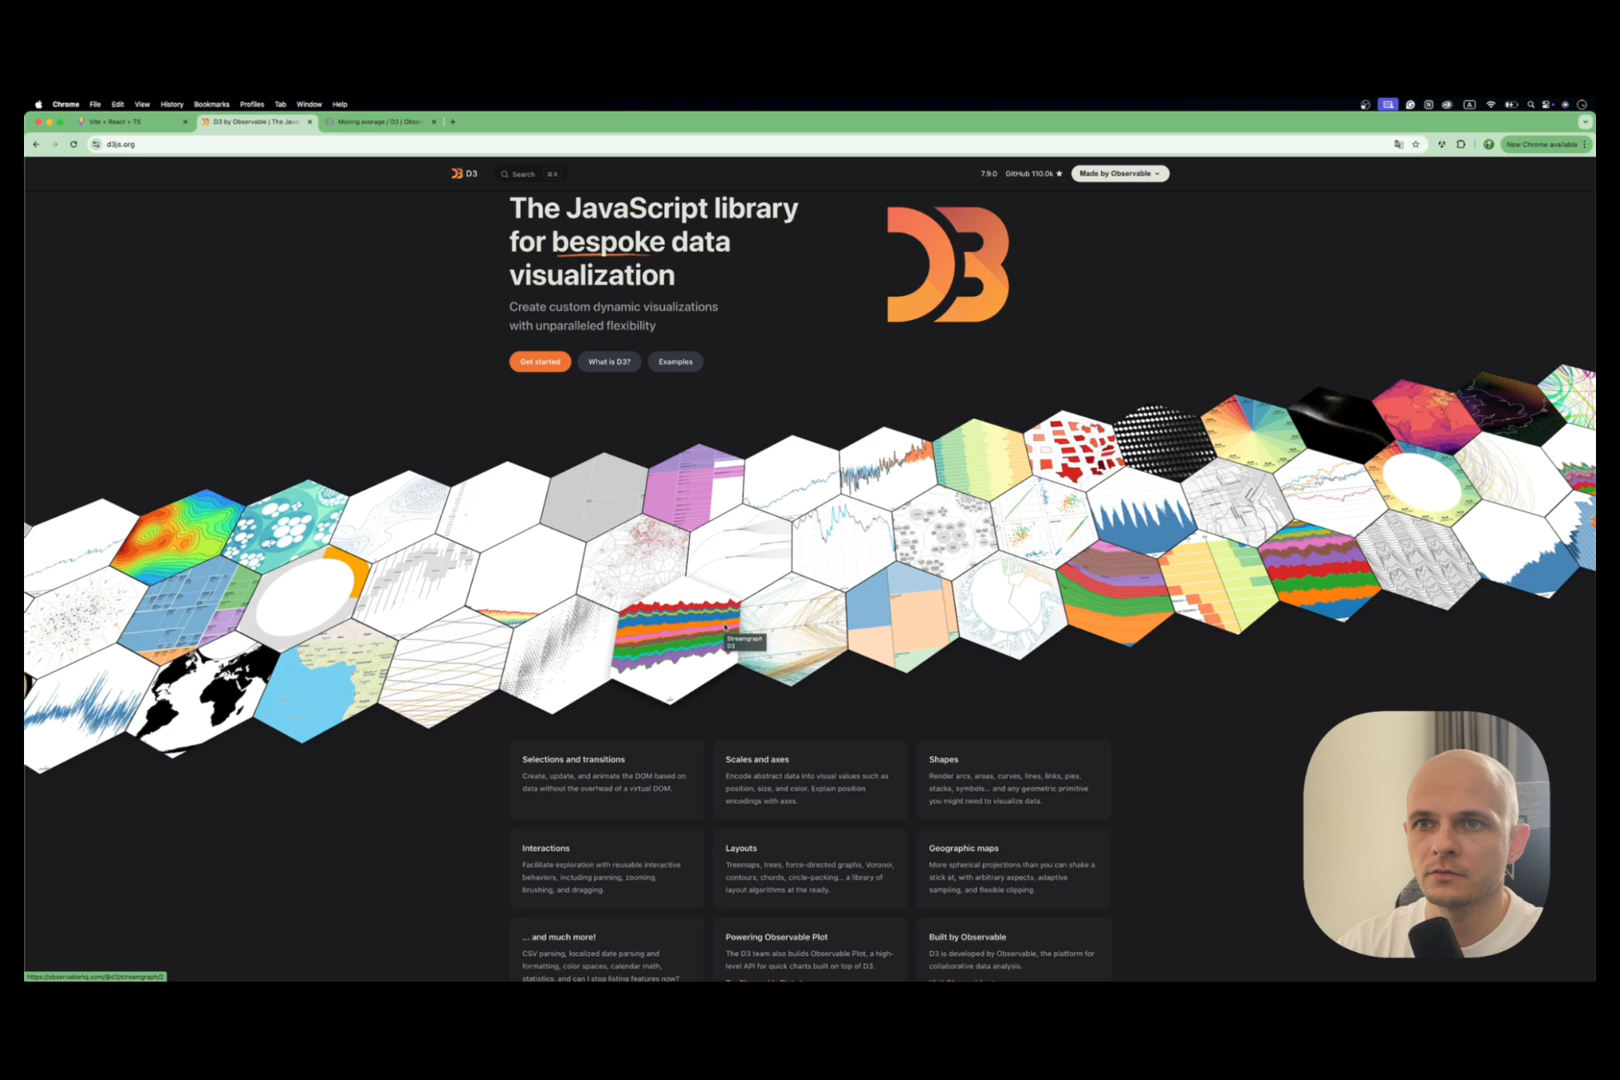 Chrome File Edit View History Bookmarks Profiles Tab Window Help
Vite + React + TS
D3 by Observable | The Java
Moving average / D3 | Obser
d3js.org
New Chrome available
D3
Search
⌘ K
7.9.0
GitHub 110.0k ★
Made by Observable
The JavaScript library
for bespoke data
visualization
Create custom dynamic visualizations
with unparalleled flexibility
Get started
What is D3?
Examples
Streamgraph
D3
Selections and transitions
Create, update, and animate the DOM based on
data without the overhead of a virtual DOM.
Scales and axes
Encode abstract data into visual values such as
position, size, and color. Explain position
encodings with axes.
Shapes
Render arcs, areas, curves, lines, links, pies,
stacks, symbols... and any geometric primitive
you might need to visualize data.
Interactions
Facilitate exploration with reusable interactive
behaviors, including panning, zooming,
brushing, and dragging.
Layouts
Treemaps, trees, force-directed graphs, Voronoi,
contours, chords, circle-packing... a library of
layout algorithms at the ready.
Geographic maps
More spherical projections than you can shake a
stick at, with arbitrary aspects, adaptive
sampling, and flexible clipping.
... and much more!
CSV parsing, localized date parsing and
formatting, color spaces, calendar math,
statistics, and can I stop listing features now?
Powering Observable Plot
The D3 team also builds Observable Plot, a high-
level API for quick charts built on top of D3.
Built by Observable
D3 is developed by Observable, the platform for
collaborative data analysis.
https://observablehq.com/@d3/streamgraph/2